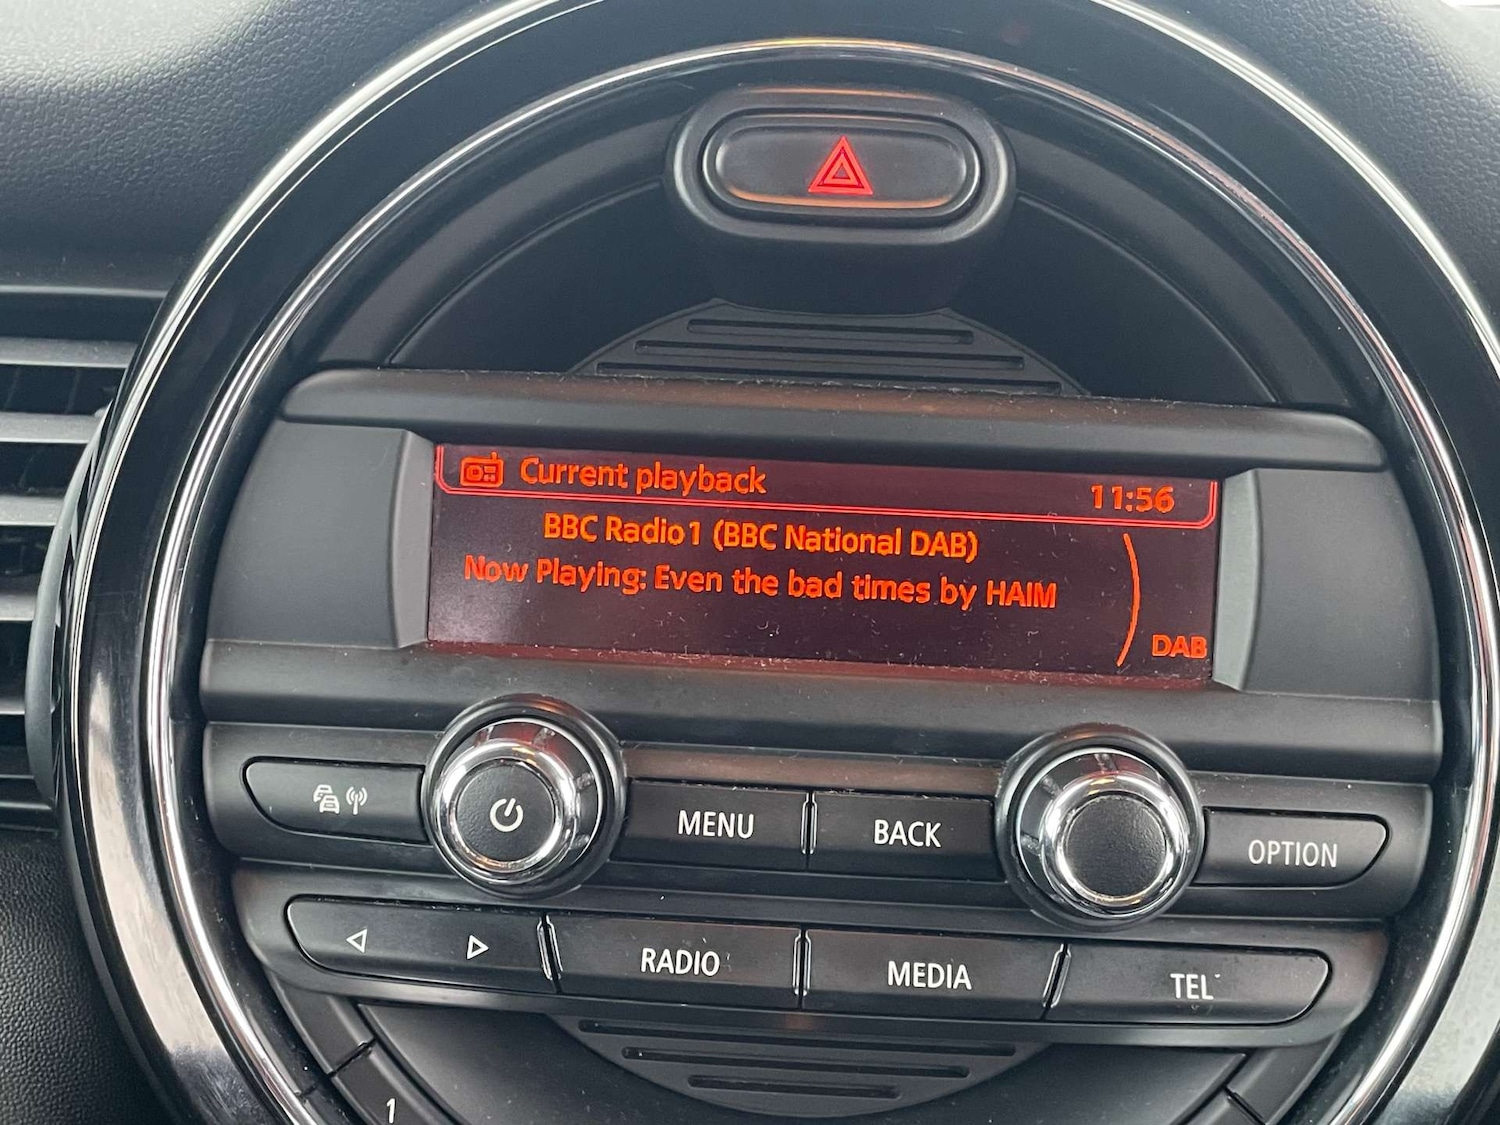 Current playback 11:56
BBC Radio1 (BBC National DAB)
Now Playing: Even the bad times by HAIM
DAB
MENU BACK OPTION
RADIO MEDIA TEL
1